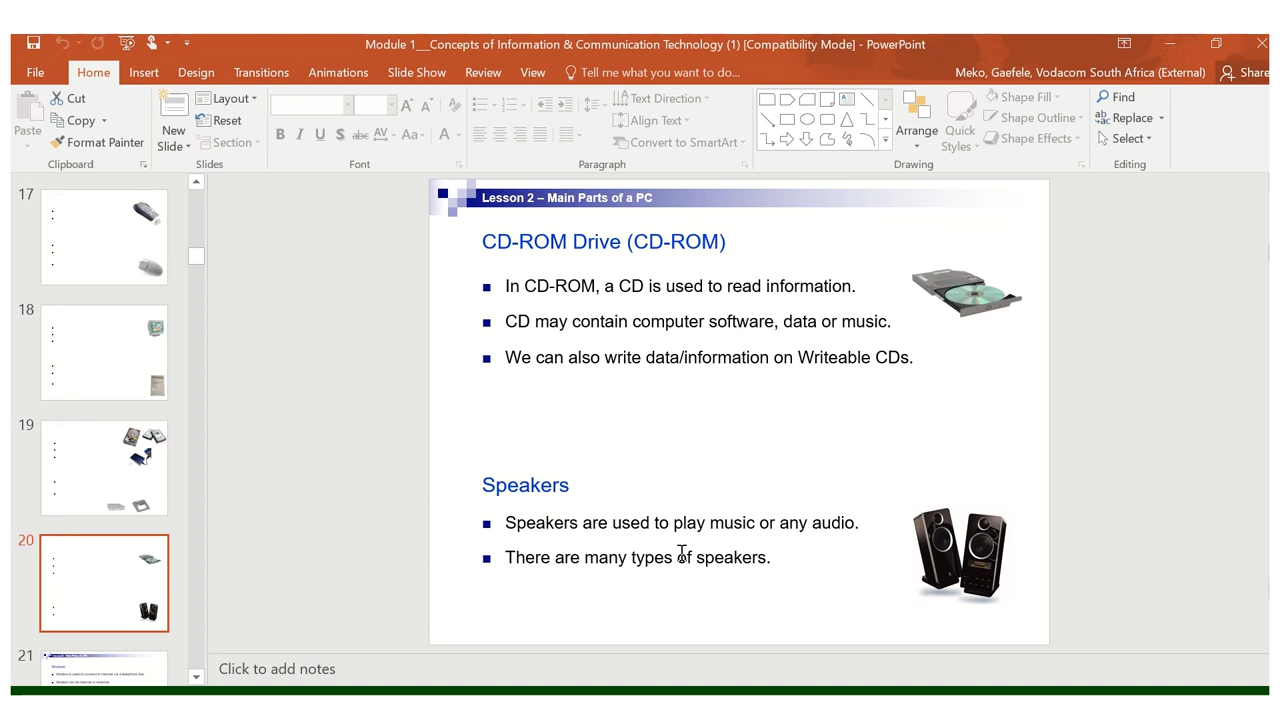 Module 1__Concepts of Information & Communication Technology (1) [Compatibility Mode] - PowerPoint
File Home Insert Design Transitions Animations Slide Show Review View Tell me what you want to do... Meko, Gaefele, Vodacom South Africa (External) Share
Paste
Cut
Copy
Format Painter
Clipboard
New Slide
Layout
Reset
Section
Slides
B I U S abc AV Aa A
Font
Text Direction
Align Text
Convert to SmartArt
Paragraph
Arrange
Quick Styles
Shape Fill
Shape Outline
Shape Effects
Drawing
Find
Replace
Select
Editing
17
18
19
20
21
Lesson 2 – Main Parts of a PC
CD-ROM Drive (CD-ROM)
In CD-ROM, a CD is used to read information.
CD may contain computer software, data or music.
We can also write data/information on Writeable CDs.
Speakers
Speakers are used to play music or any audio.
There are many types of speakers.
Click to add notes